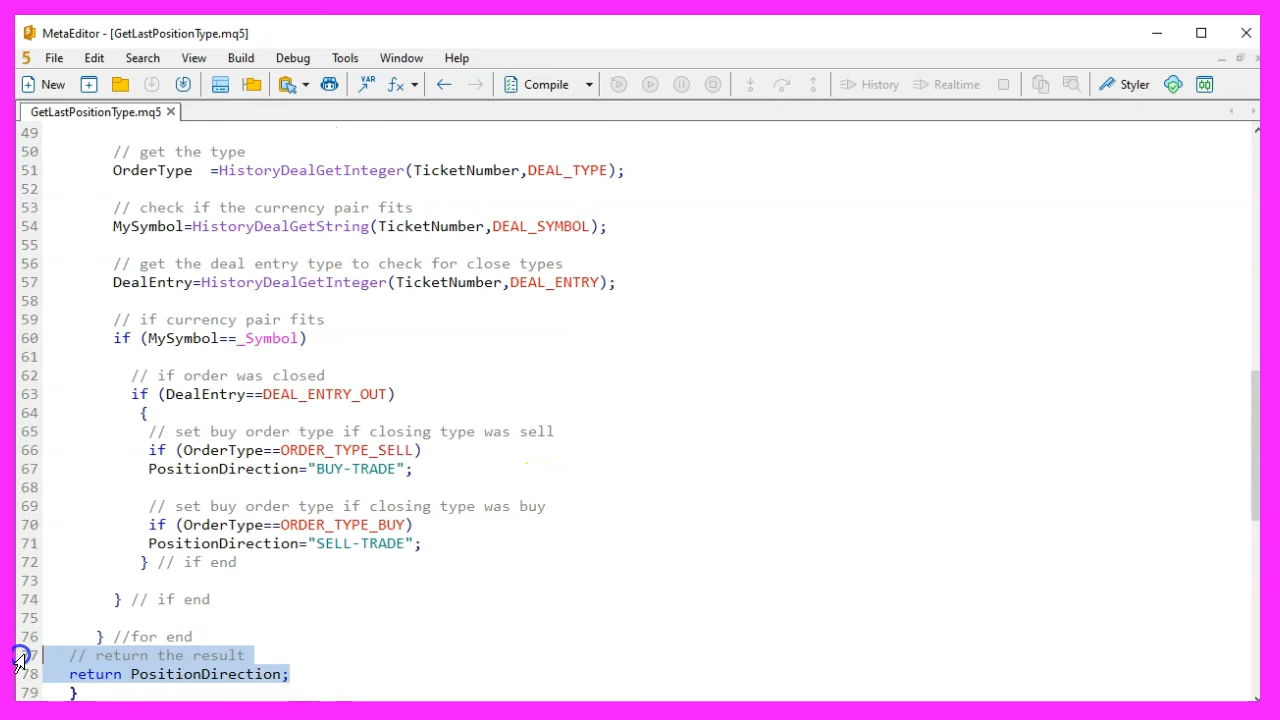 MetaEditor - [GetLastPositionType.mq5]
5 File Edit Search View Build Debug Tools Window Help
New VAR Compile History Realtime Styler
GetLastPositionType.mq5
49
50 // get the type
51 OrderType =HistoryDealGetInteger(TicketNumber,DEAL_TYPE);
52
53 // check if the currency pair fits
54 MySymbol=HistoryDealGetString(TicketNumber,DEAL_SYMBOL);
55
56 // get the deal entry type to check for close types
57 DealEntry=HistoryDealGetInteger(TicketNumber,DEAL_ENTRY);
58
59 // if currency pair fits
60 if (MySymbol==_Symbol)
61
62 // if order was closed
63 if (DealEntry==DEAL_ENTRY_OUT)
64 {
65 // set buy order type if closing type was sell
66 if (OrderType==ORDER_TYPE_SELL)
67 PositionDirection="BUY-TRADE";
68
69 // set buy order type if closing type was buy
70 if (OrderType==ORDER_TYPE_BUY)
71 PositionDirection="SELL-TRADE";
72 } // if end
73
74 } // if end
75
76 } //for end
77 // return the result
78 return PositionDirection;
79 }